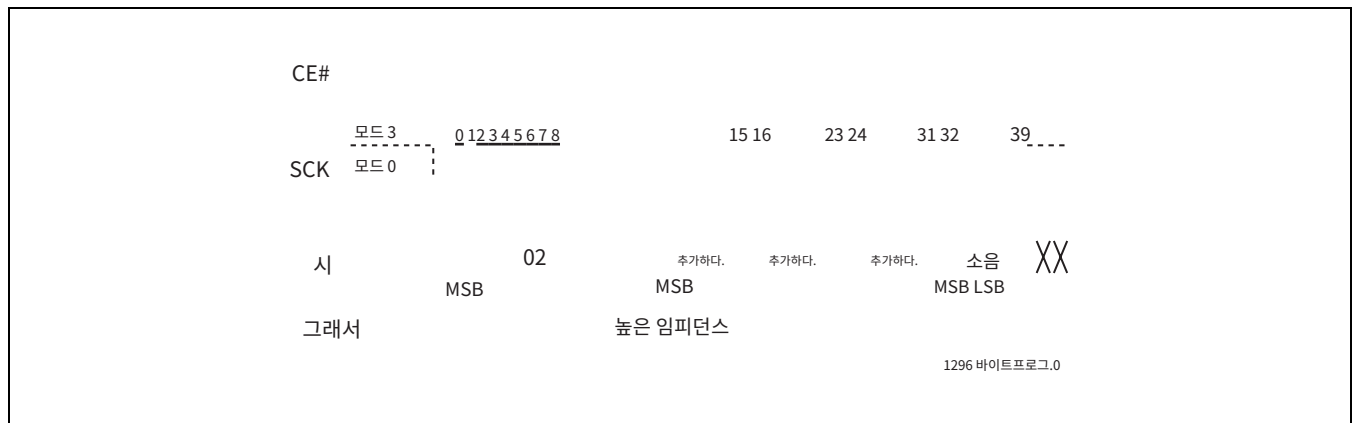 CE#
모드 3
0 12 3 4 5 6 7 8 15 16 23 24 31 32 39
SCK 모드 0
시 02 추가하다. 추가하다. 추가하다. 소음 XX
MSB MSB MSB LSB
그래서 높은 임피던스
1296 바이트프로그.0